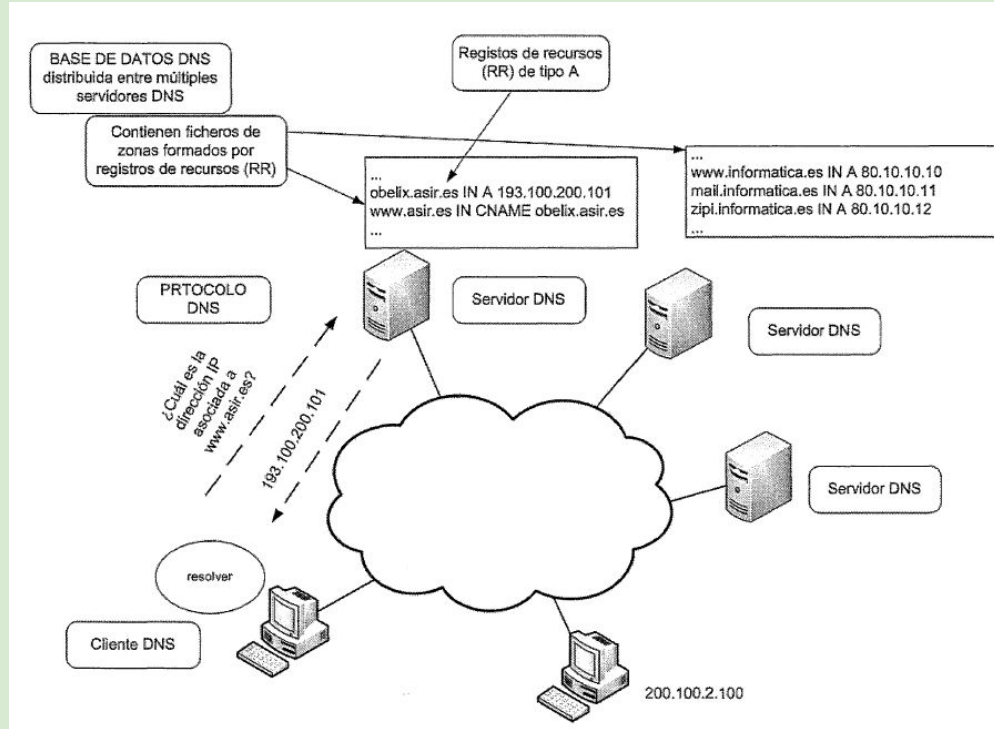 BASE DE DATOS DNS
distribuida entre múltiples
servidores DNS
Registos de recursos
(RR) de tipo A
Contienen ficheros de
zonas formados por
registros de recursos (RR)
...
obelix.asir.es IN A 193.100.200.101
www.asir.es IN CNAME obelix.asir.es
...
...
www.informatica.es IN A 80.10.10.10
mail.informatica.es IN A 80.10.10.11
zipi.informatica.es IN A 80.10.10.12
...
PRTOCOLO
DNS
Servidor DNS
Servidor DNS
¿Cuál es la
dirección IP
asociada a
www.asir.es?
193.100.200.101
Servidor DNS
resolver
Cliente DNS
200.100.2.100